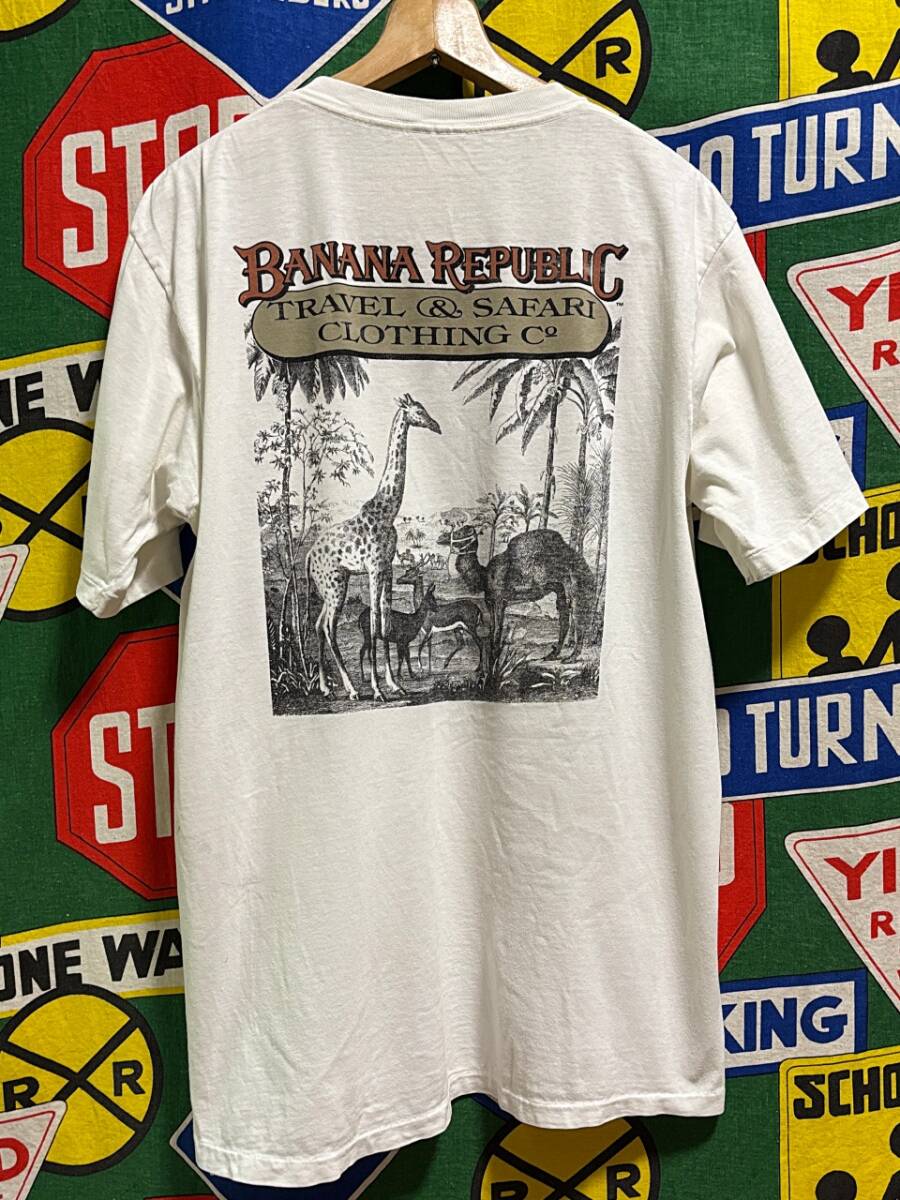 STOP
R
NO TURN
BANANA REPUBLIC
TRAVEL & SAFARI
CLOTHING Cº
™
ONE WA
SCHO
STO
TURN
YI
R
ONE WA
KING
R R
SCHO
R R